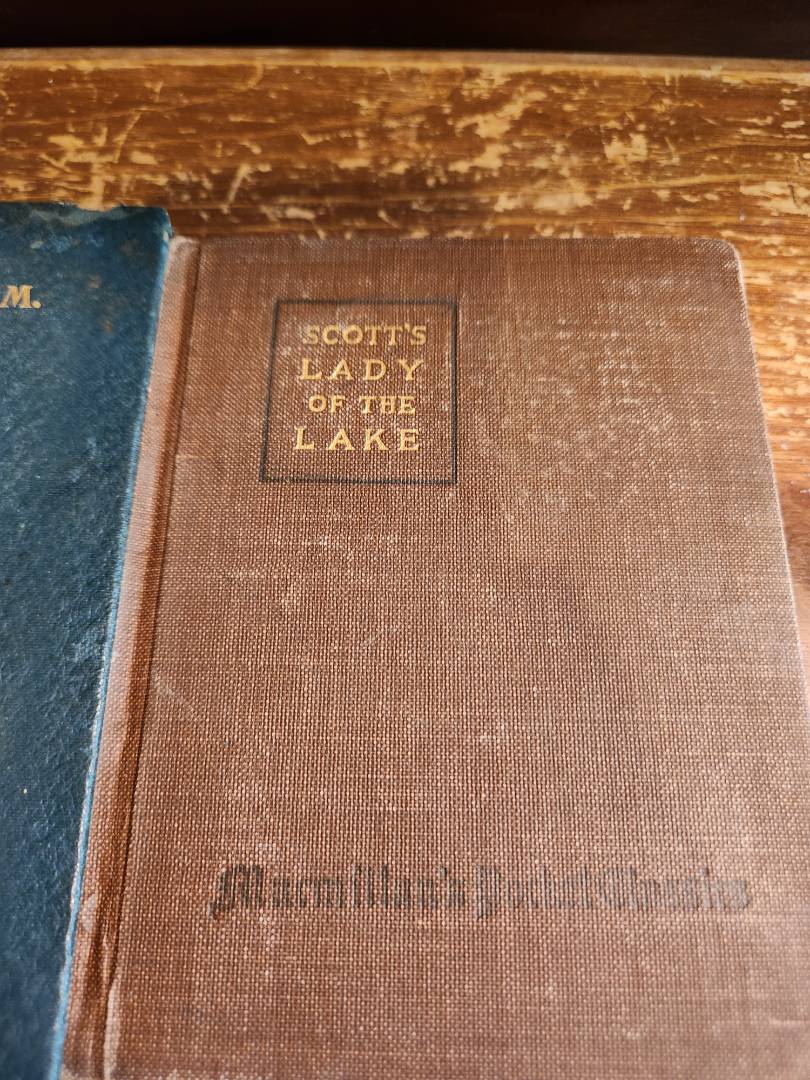 M.
SCOTT'S
LADY
OF THE
LAKE
Macmillan's Pocket Classics